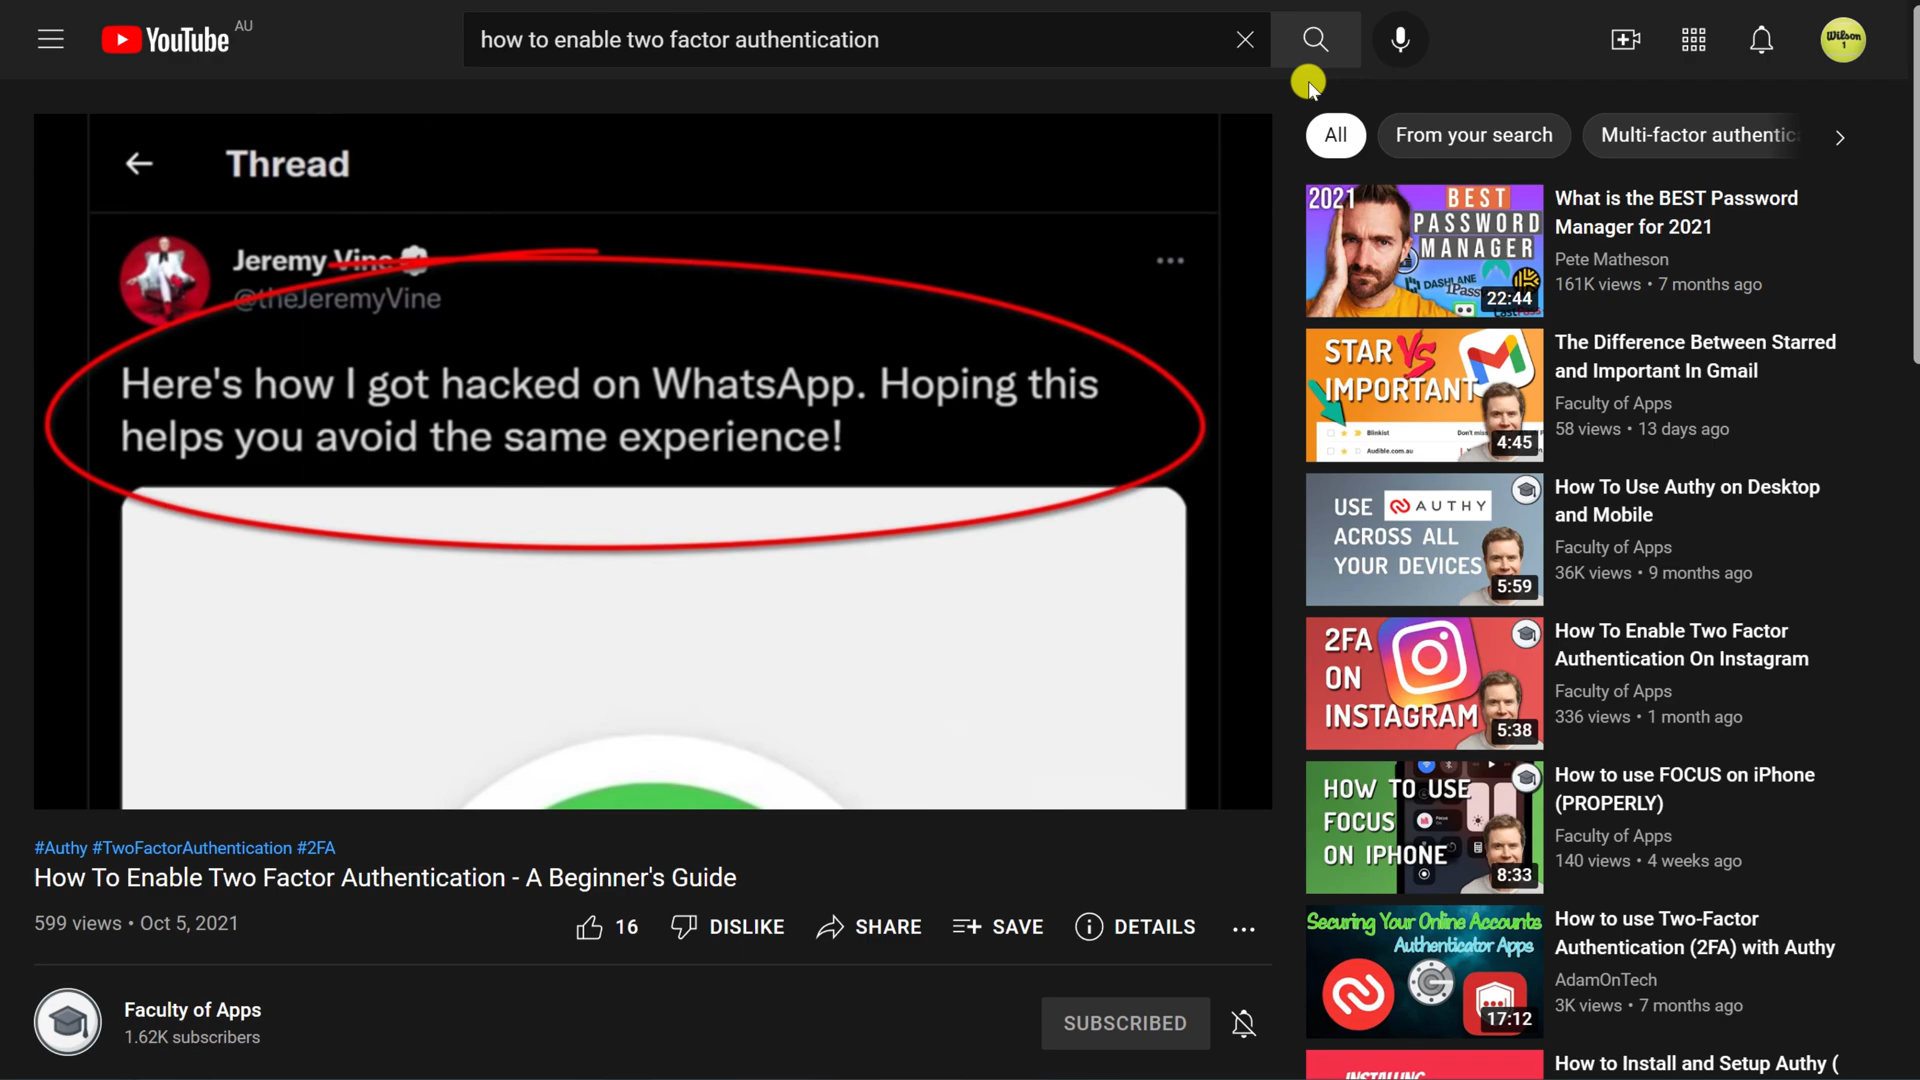 YouTube AU
how to enable two factor authentication
Wilson
1
Thread
Jeremy Vine
@theJeremyVine
Here's how I got hacked on WhatsApp. Hoping this
helps you avoid the same experience!
#Authy #TwoFactorAuthentication #2FA
How To Enable Two Factor Authentication - A Beginner's Guide
599 views • Oct 5, 2021
16
DISLIKE
SHARE
SAVE
DETAILS
Faculty of Apps
1.62K subscribers
SUBSCRIBED
All
From your search
Multi-factor authentic
2021
BEST
PASSWORD
MANAGER
DASHLANE
22:44
What is the BEST Password
Manager for 2021
Pete Matheson
161K views • 7 months ago
STAR VS
IMPORTANT
Blinkist
Audible.com.au
4:45
The Difference Between Starred
and Important In Gmail
Faculty of Apps
58 views • 13 days ago
USE AUTHY
ACROSS ALL
YOUR DEVICES
5:59
How To Use Authy on Desktop
and Mobile
Faculty of Apps
36K views • 9 months ago
2FA
ON
INSTAGRAM
5:38
How To Enable Two Factor
Authentication On Instagram
Faculty of Apps
336 views • 1 month ago
HOW TO USE
FOCUS
ON IPHONE
8:33
How to use FOCUS on iPhone
(PROPERLY)
Faculty of Apps
140 views • 4 weeks ago
Securing Your Online Accounts
Authenticator Apps
17:12
How to use Two-Factor
Authentication (2FA) with Authy
AdamOnTech
3K views • 7 months ago
INSTALLING
How to Install and Setup Authy (